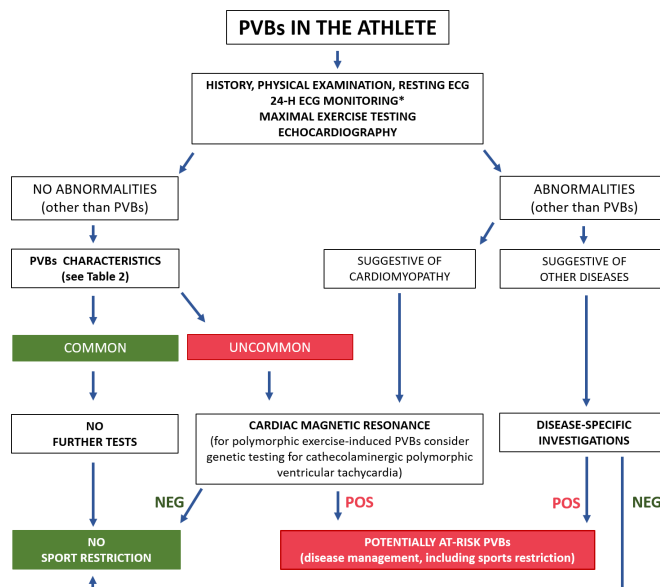 PVBs IN THE ATHLETE
HISTORY, PHYSICAL EXAMINATION, RESTING ECG
24-H ECG MONITORING*
MAXIMAL EXERCISE TESTING
ECHOCARDIOGRAPHY
NO ABNORMALITIES
(other than PVBs)
ABNORMALITIES
(other than PVBs)
PVBs CHARACTERISTICS
(see Table 2)
SUGGESTIVE OF
CARDIOMYOPATHY
SUGGESTIVE OF
OTHER DISEASES
COMMON
UNCOMMON
NO
FURTHER TESTS
CARDIAC MAGNETIC RESONANCE
(for polymorphic exercise-induced PVBs consider
genetic testing for cathecolaminergic polymorphic
ventricular tachycardia)
DISEASE-SPECIFIC
INVESTIGATIONS
NEG
POS
POS
NEG
NO
SPORT RESTRICTION
POTENTIALLY AT-RISK PVBs
(disease management, including sports restriction)